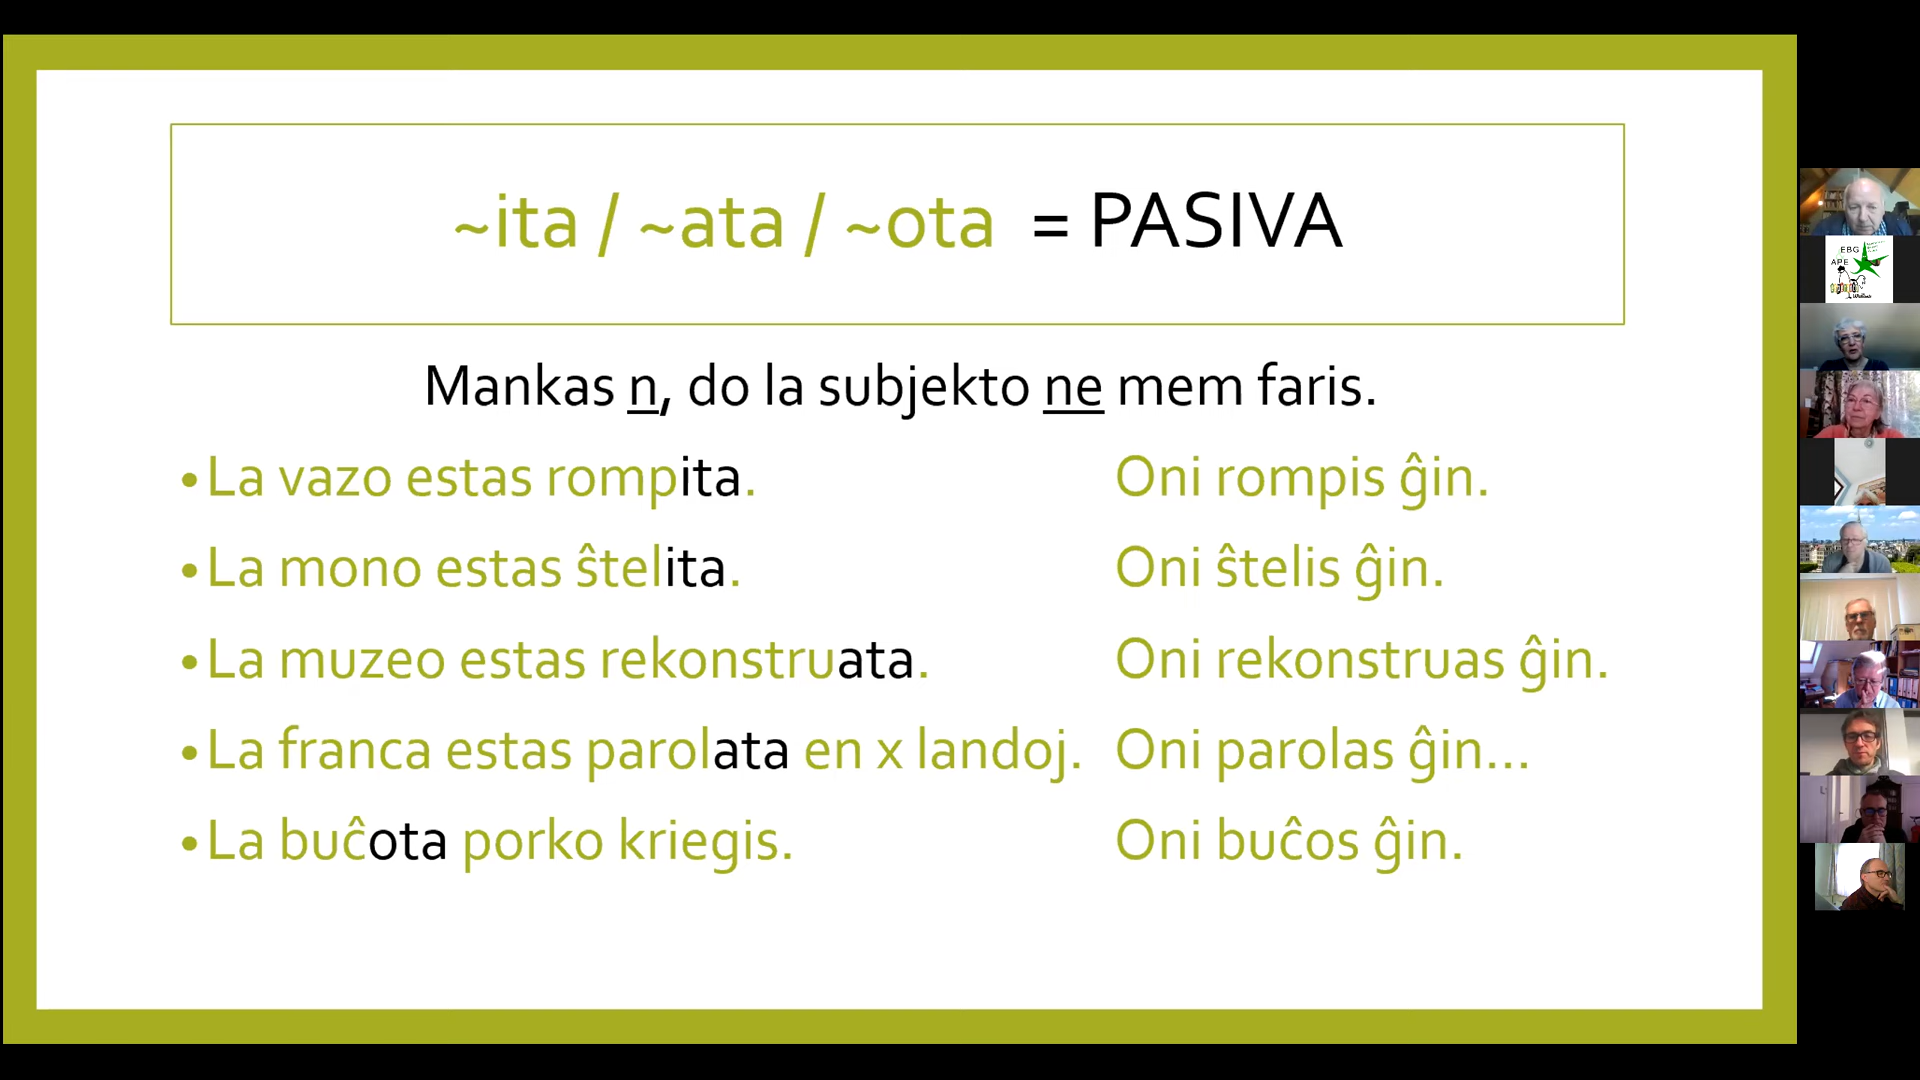 ~ita / ~ata / ~ota = PASIVA
Mankas n, do la subjekto ne mem faris.
• La vazo estas rompita. Oni rompis ĝin.
• La mono estas ŝtelita. Oni ŝtelis ĝin.
• La muzeo estas rekonstruata. Oni rekonstruas ĝin.
• La franca estas parolata en x landoj. Oni parolas ĝin...
• La buĉota porko kriegis. Oni buĉos ĝin.
EBG
APE